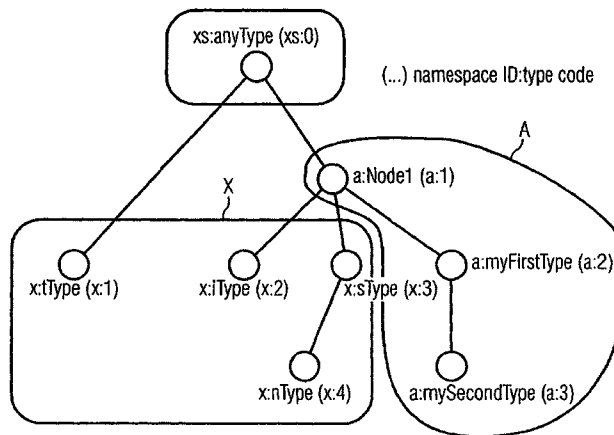 xs:anyType (xs:0)
(...) namespace ID:type code
A
a:Node1 (a:1)
X
x:tType (x:1)
x:iType (x:2)
x:sType (x:3)
a:myFirstType (a:2)
x:nType (x:4)
a:mySecondType (a:3)